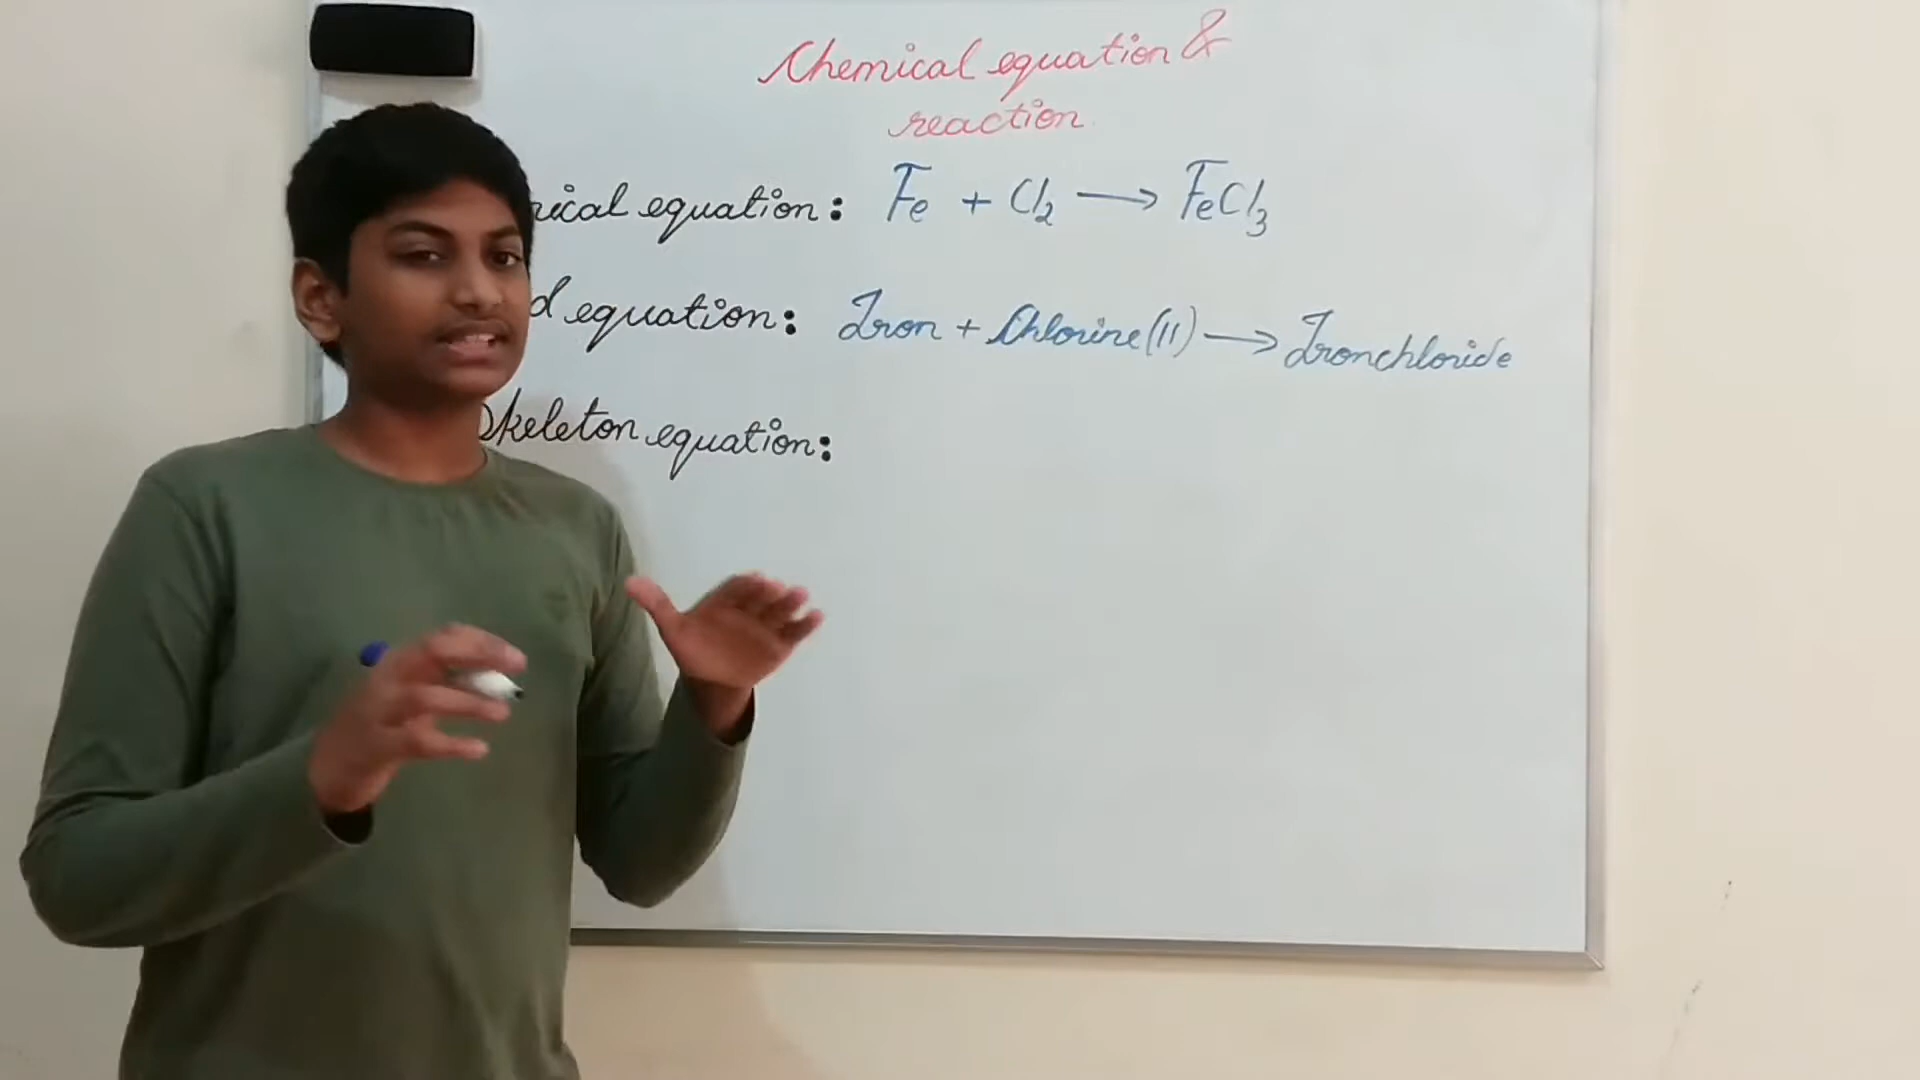 Chemical equation &
reaction
ical equation: Fe + Cl₂ → FeCl₃
d equation: Iron + Chlorine(II) → Ironchloride
Skeleton equation: